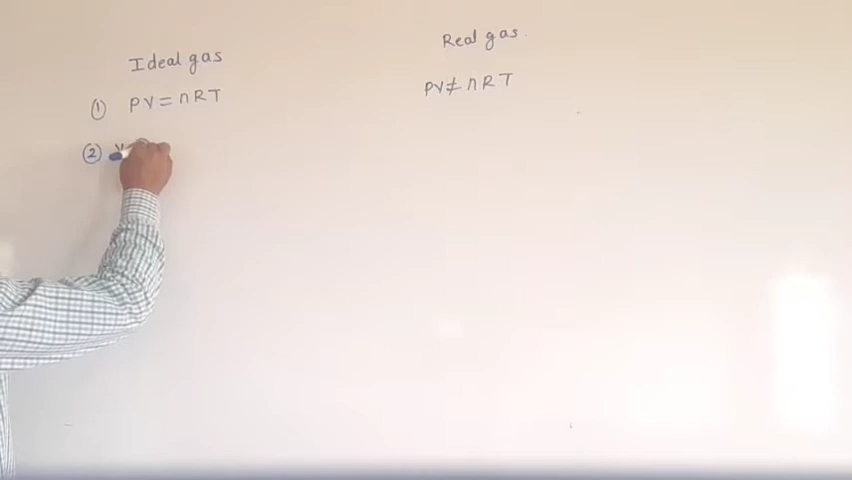 Ideal gas
Real gas.
① PV = nRT
PV ≠ nRT
② V